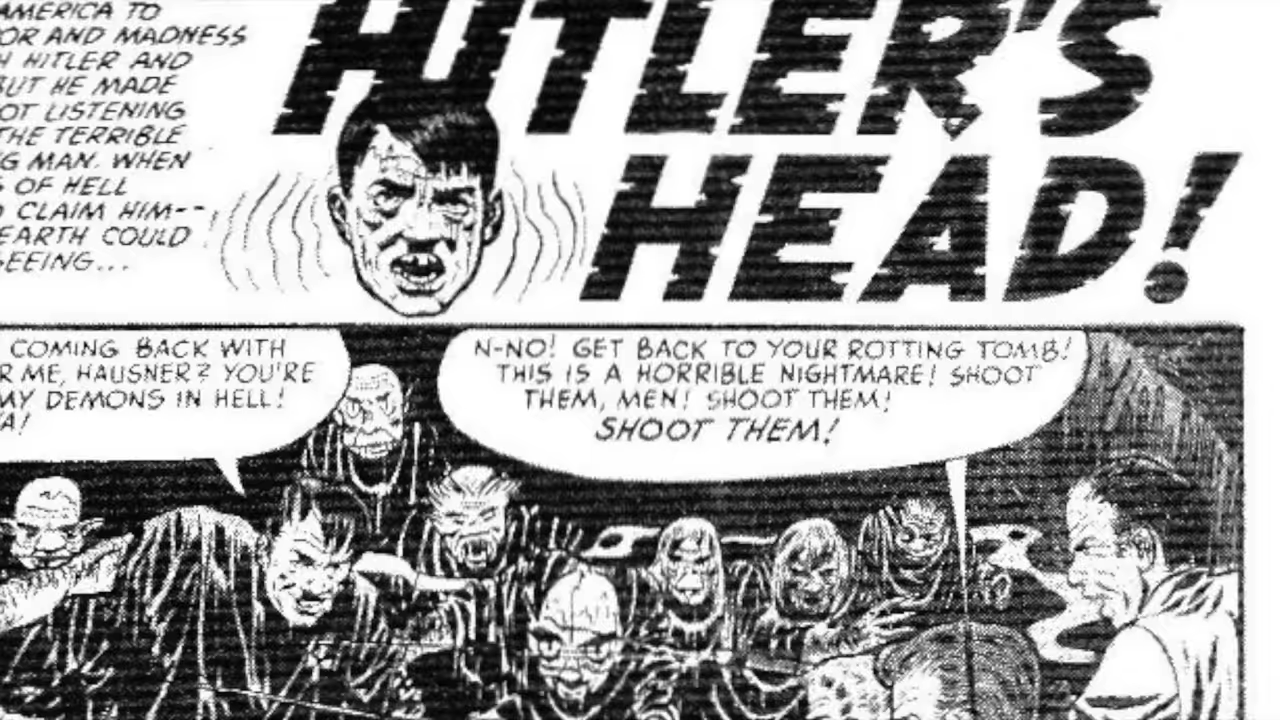 AMERICA TO
OR AND MADNESS
H HITLER AND
BUT HE MADE
OT LISTENING
THE TERRIBLE
G MAN. WHEN
S OF HELL
CLAIM HIM--
EARTH COULD
SEEING...
HITLER'S
HEAD!
COMING BACK WITH
R ME, HAUSNER? YOU'RE
MY DEMONS IN HELL!
A!
N-NO! GET BACK TO YOUR ROTTING TOMB!
THIS IS A HORRIBLE NIGHTMARE! SHOOT
THEM, MEN! SHOOT THEM!
SHOOT THEM!